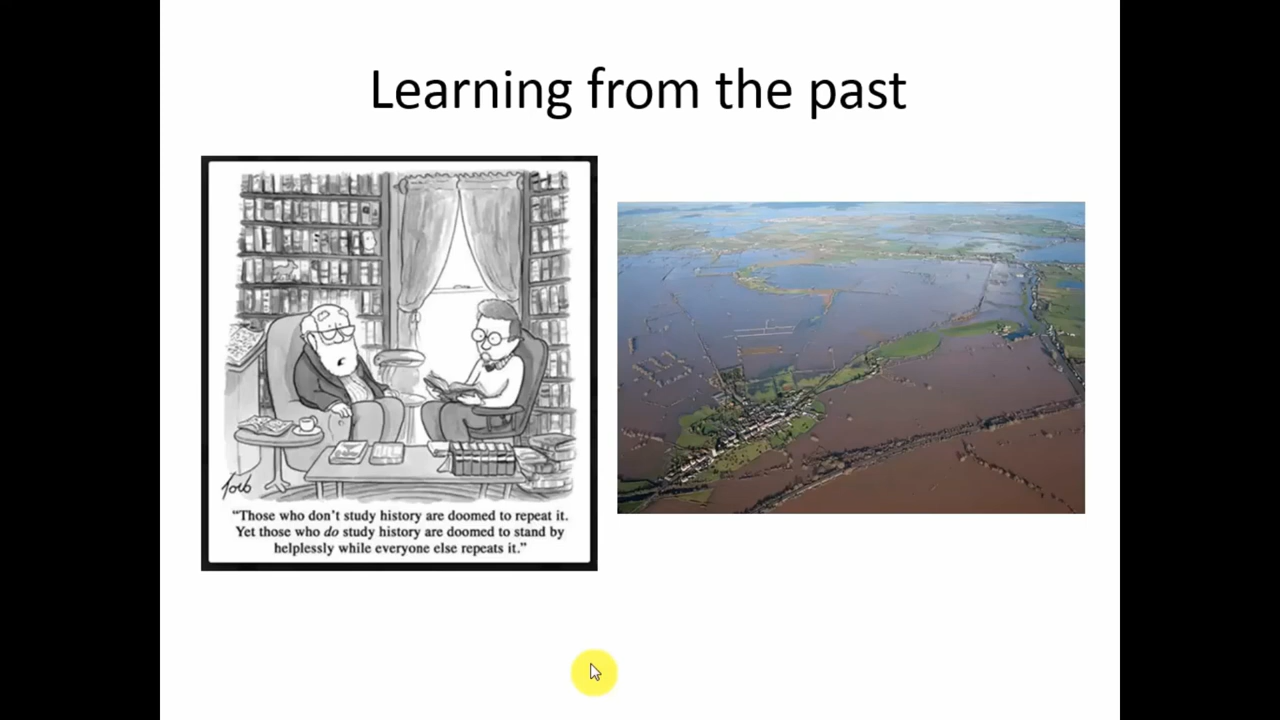 Learning from the past
Toro
“Those who don’t study history are doomed to repeat it.
Yet those who do study history are doomed to stand by
helplessly while everyone else repeats it.”